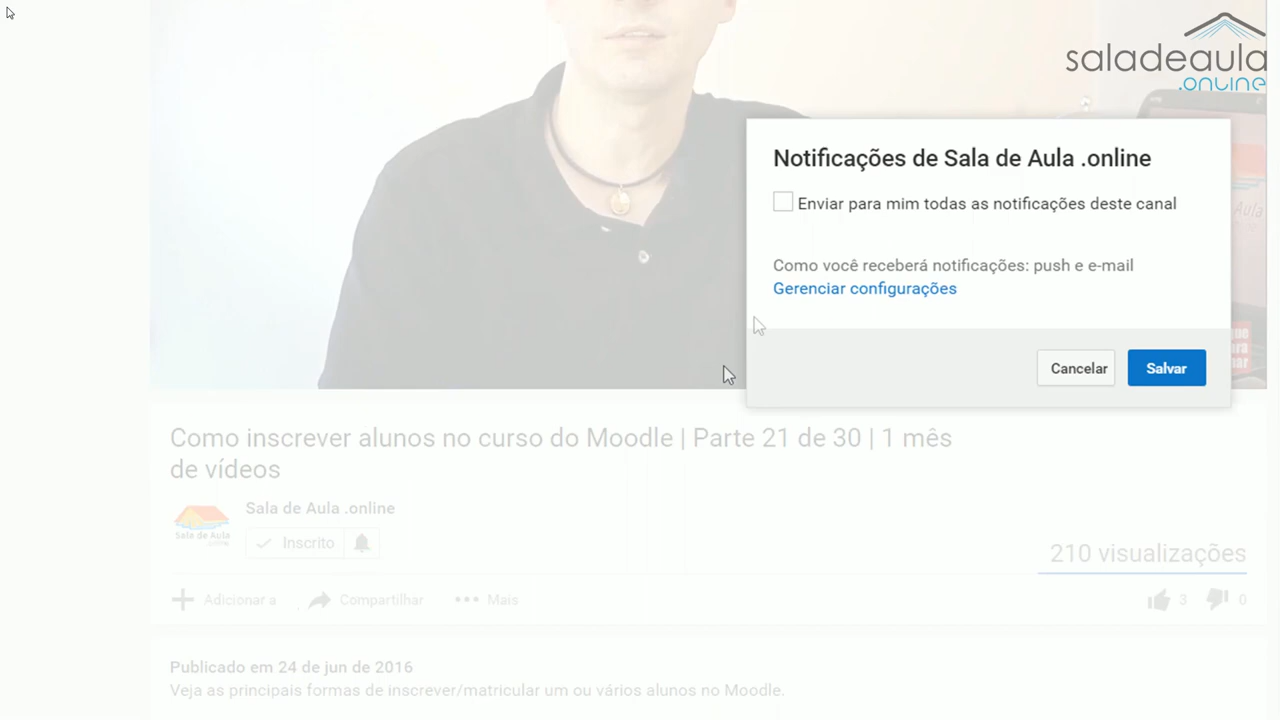 saladeaula
.online
Notificações de Sala de Aula .online
Enviar para mim todas as notificações deste canal
Como você receberá notificações: push e e-mail
Gerenciar configurações
Cancelar
Salvar
Como inscrever alunos no curso do Moodle | Parte 21 de 30 | 1 mês
de vídeos
Sala de Aula .online
Sala de Aula
Inscrito
210 visualizações
Adicionar a
Compartilhar
Mais
3
0
Publicado em 24 de jun de 2016
Veja as principais formas de inscrever/matricular um ou vários alunos no Moodle.